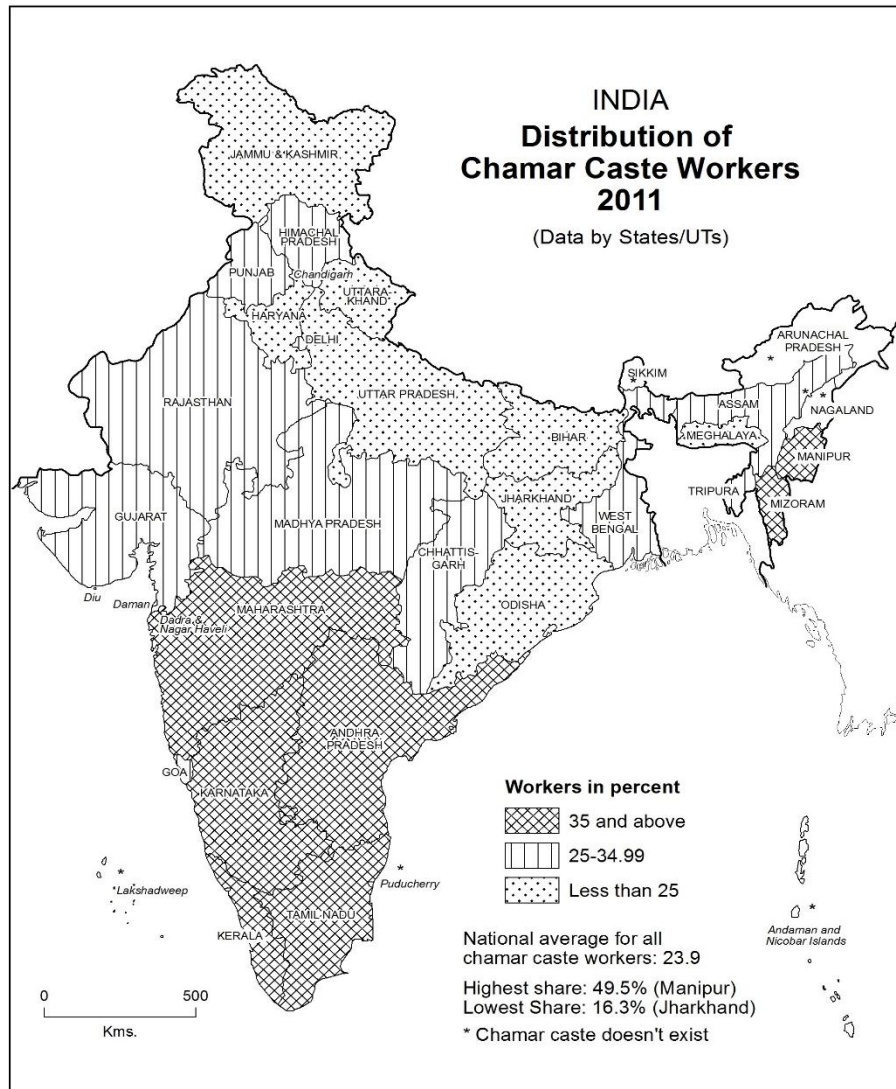 INDIA
Distribution of
Chamar Caste Workers
2011
(Data by States/UTs)
JAMMU & KASHMIR
HIMACHAL
PRADESH
PUNJAB
Chandigarh
UTTARA-
KHAND
HARYANA
DELHI
RAJASTHAN
UTTAR PRADESH
SIKKIM
*
ARUNACHAL
PRADESH
*
ASSAM
*
*
NAGALAND
BIHAR
MEGHALAYA
MANIPUR
JHARKHAND
TRIPURA
MIZORAM
GUJARAT
MADHYA PRADESH
WEST
BENGAL
CHHATTIS-
GARH
ODISHA
Diu
Daman
Dadra &
Nagar Haveli
MAHARASHTRA
ANDHRA
PRADESH
GOA
KARNATAKA
*
Lakshadweep
*
Puducherry
KERALA
TAMIL NADU
*
Andaman and
Nicobar Islands
Workers in percent
35 and above
25-34.99
Less than 25
National average for all
chamar caste workers: 23.9
Highest share: 49.5% (Manipur)
Lowest Share: 16.3% (Jharkhand)
* Chamar caste doesn't exist
0 500
Kms.